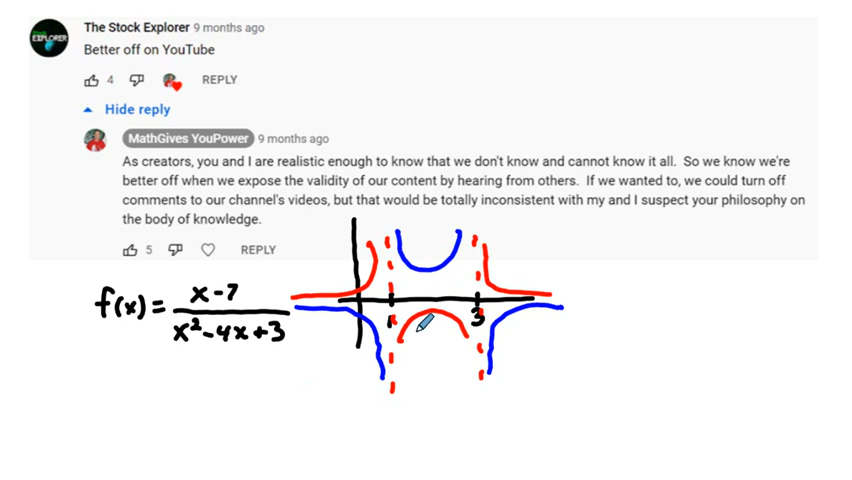 The Stock Explorer 9 months ago
Better off on YouTube
4 REPLY
Hide reply
MathGives YouPower 9 months ago
As creators, you and I are realistic enough to know that we don't know and cannot know it all. So we know we're
better off when we expose the validity of our content by hearing from others. If we wanted to, we could turn off
comments to our channel's videos, but that would be totally inconsistent with my and I suspect your philosophy on
the body of knowledge.
5 REPLY
f(x) = x-7
x²-4x+3
1 3